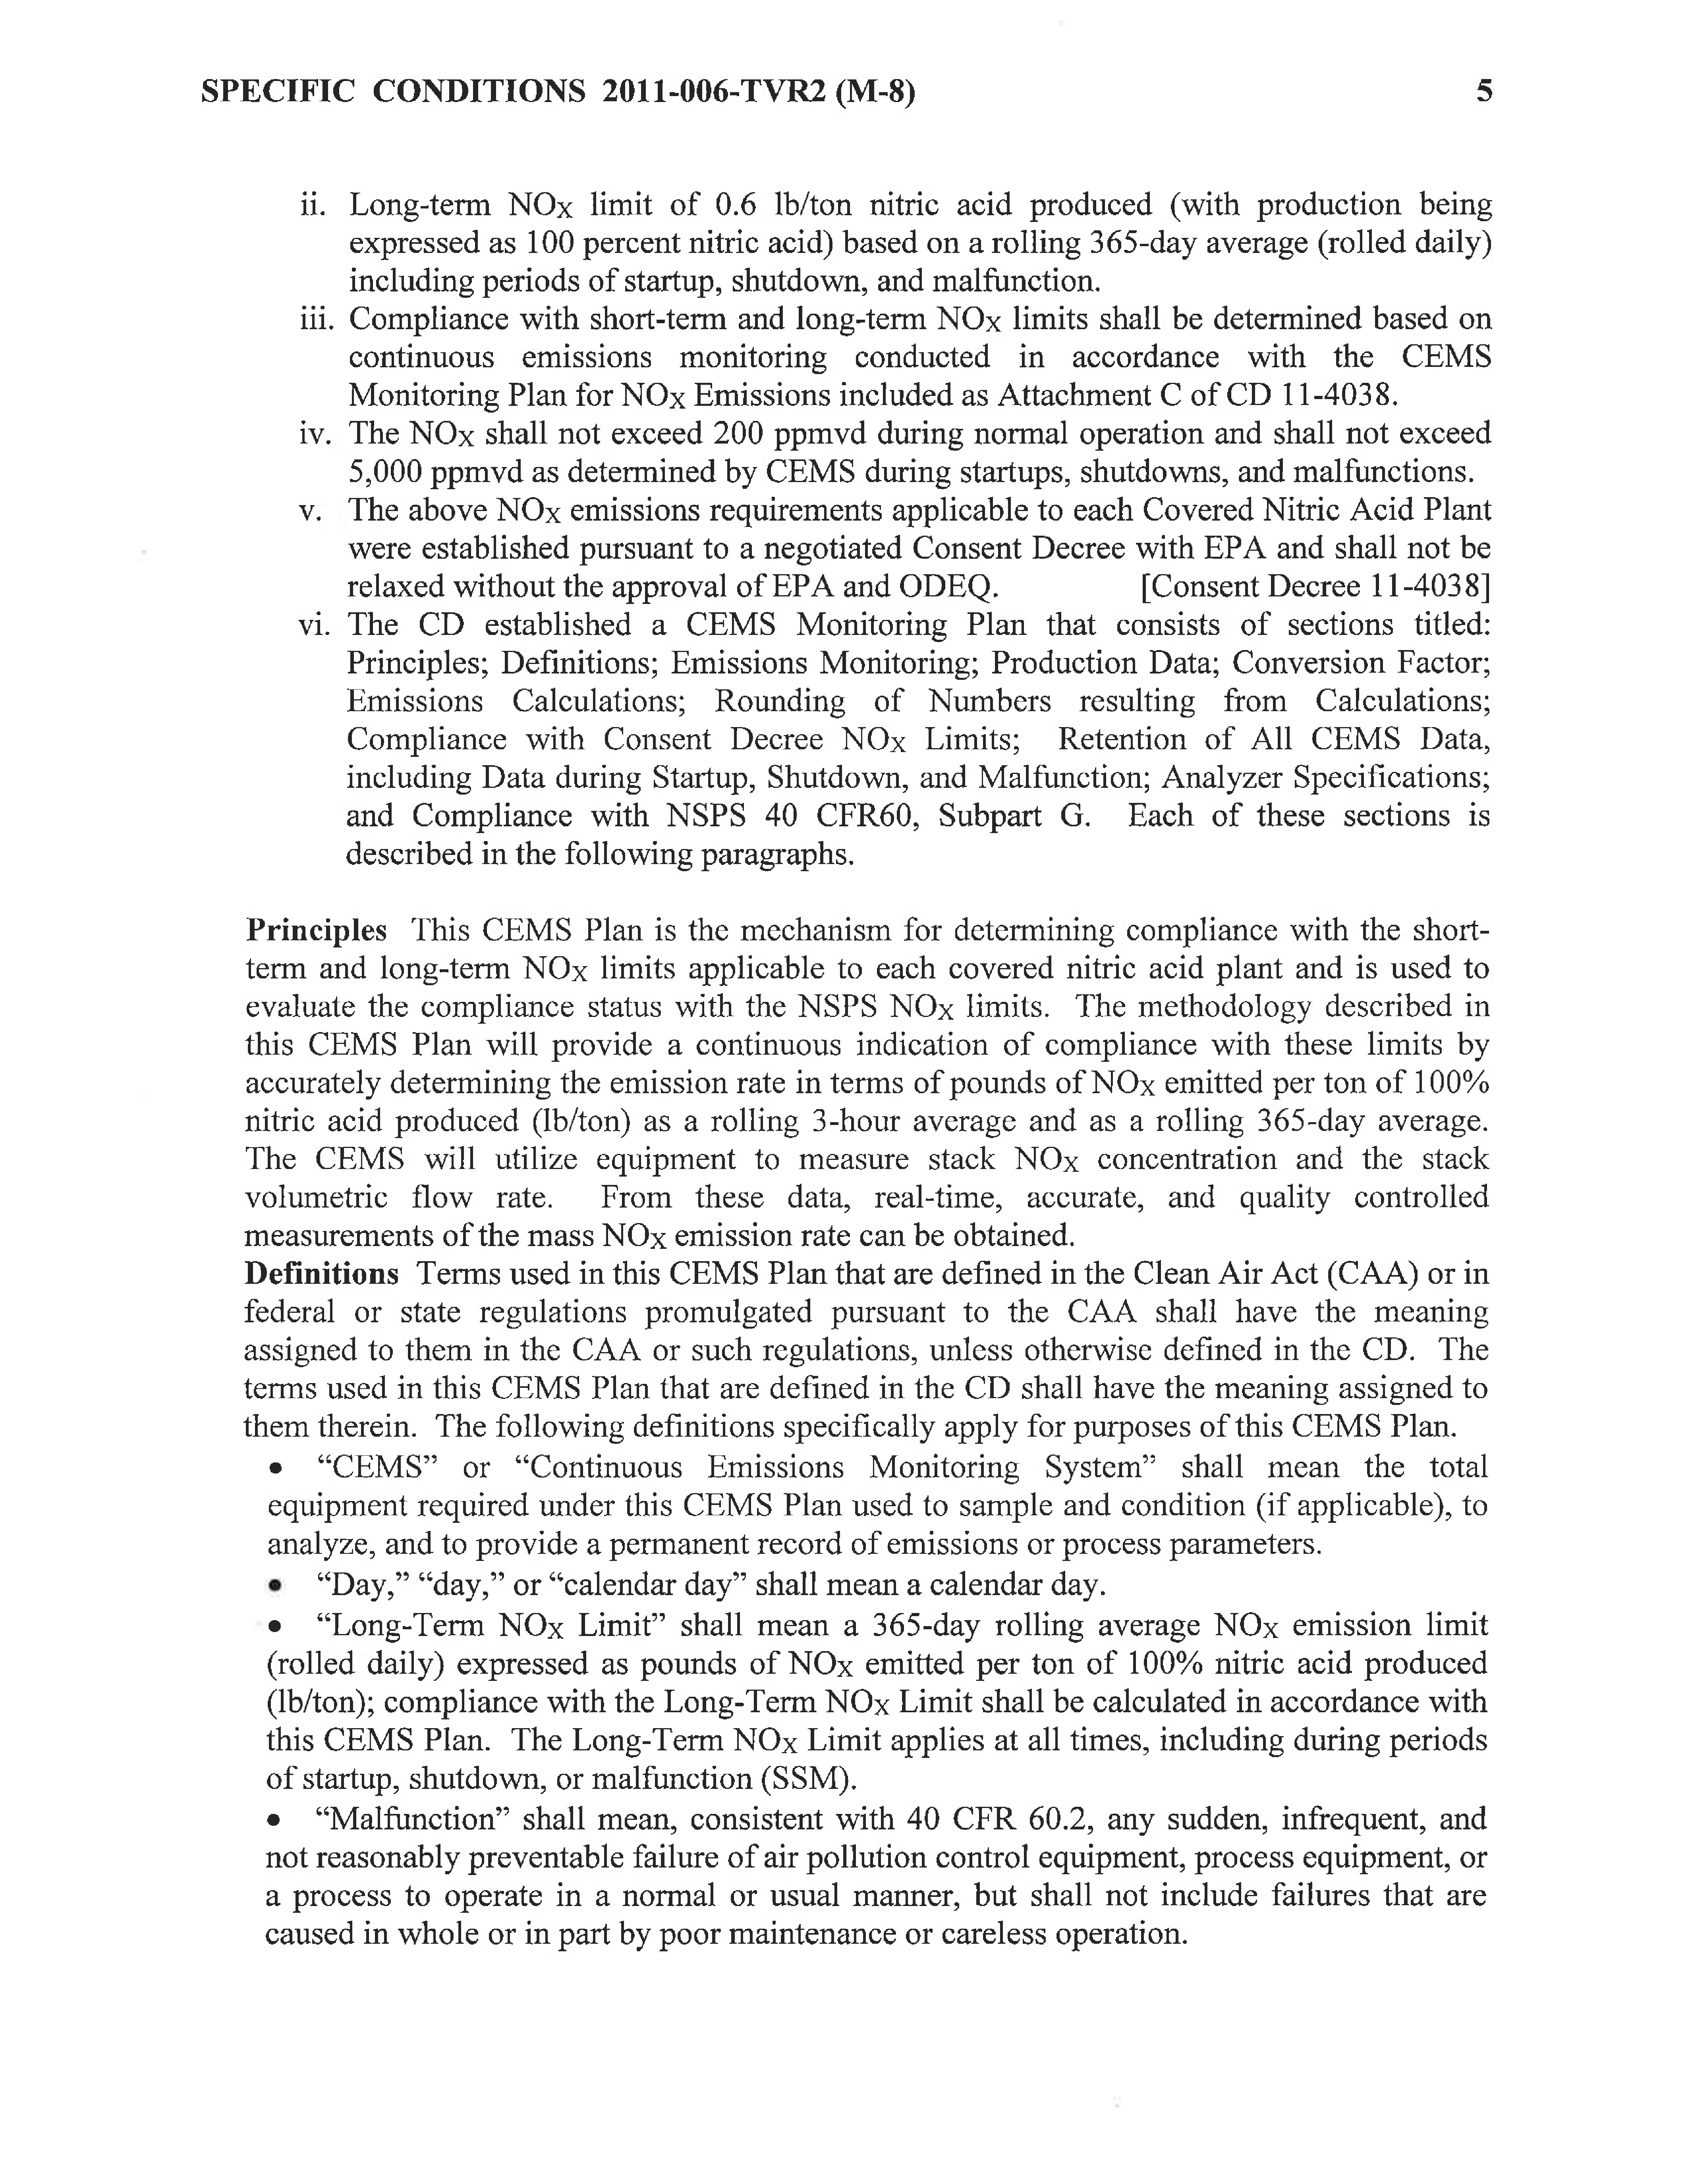 SPECIFIC CONDITIONS 2011-006-TVR2 (M-8) 5
ii. Long-term NOx limit of 0.6 lb/ton nitric acid produced (with production being
expressed as 100 percent nitric acid) based on a rolling 365-day average (rolled daily)
including periods of startup, shutdown, and malfunction.
iii. Compliance with short-term and long-term NOx limits shall be determined based on
continuous emissions monitoring conducted in accordance with the CEMS
Monitoring Plan for NOx Emissions included as Attachment C of CD 11-4038.
iv. The NOx shall not exceed 200 ppmvd during normal operation and shall not exceed
5,000 ppmvd as determined by CEMS during startups, shutdowns, and malfunctions.
v. The above NOx emissions requirements applicable to each Covered Nitric Acid Plant
were established pursuant to a negotiated Consent Decree with EPA and shall not be
relaxed without the approval of EPA and ODEQ. [Consent Decree 11-4038]
vi. The CD established a CEMS Monitoring Plan that consists of sections titled:
Principles; Definitions; Emissions Monitoring; Production Data; Conversion Factor;
Emissions Calculations; Rounding of Numbers resulting from Calculations;
Compliance with Consent Decree NOx Limits; Retention of All CEMS Data,
including Data during Startup, Shutdown, and Malfunction; Analyzer Specifications;
and Compliance with NSPS 40 CFR60, Subpart G. Each of these sections is
described in the following paragraphs.
Principles This CEMS Plan is the mechanism for determining compliance with the short-
term and long-term NOx limits applicable to each covered nitric acid plant and is used to
evaluate the compliance status with the NSPS NOx limits. The methodology described in
this CEMS Plan will provide a continuous indication of compliance with these limits by
accurately determining the emission rate in terms of pounds of NOx emitted per ton of 100%
nitric acid produced (lb/ton) as a rolling 3-hour average and as a rolling 365-day average.
The CEMS will utilize equipment to measure stack NOx concentration and the stack
volumetric flow rate. From these data, real-time, accurate, and quality controlled
measurements of the mass NOx emission rate can be obtained.
Definitions Terms used in this CEMS Plan that are defined in the Clean Air Act (CAA) or in
federal or state regulations promulgated pursuant to the CAA shall have the meaning
assigned to them in the CAA or such regulations, unless otherwise defined in the CD. The
terms used in this CEMS Plan that are defined in the CD shall have the meaning assigned to
them therein. The following definitions specifically apply for purposes of this CEMS Plan.
• “CEMS” or “Continuous Emissions Monitoring System” shall mean the total
equipment required under this CEMS Plan used to sample and condition (if applicable), to
analyze, and to provide a permanent record of emissions or process parameters.
• “Day,” “day,” or “calendar day” shall mean a calendar day.
• “Long-Term NOx Limit” shall mean a 365-day rolling average NOx emission limit
(rolled daily) expressed as pounds of NOx emitted per ton of 100% nitric acid produced
(lb/ton); compliance with the Long-Term NOx Limit shall be calculated in accordance with
this CEMS Plan. The Long-Term NOx Limit applies at all times, including during periods
of startup, shutdown, or malfunction (SSM).
• “Malfunction” shall mean, consistent with 40 CFR 60.2, any sudden, infrequent, and
not reasonably preventable failure of air pollution control equipment, process equipment, or
a process to operate in a normal or usual manner, but shall not include failures that are
caused in whole or in part by poor maintenance or careless operation.